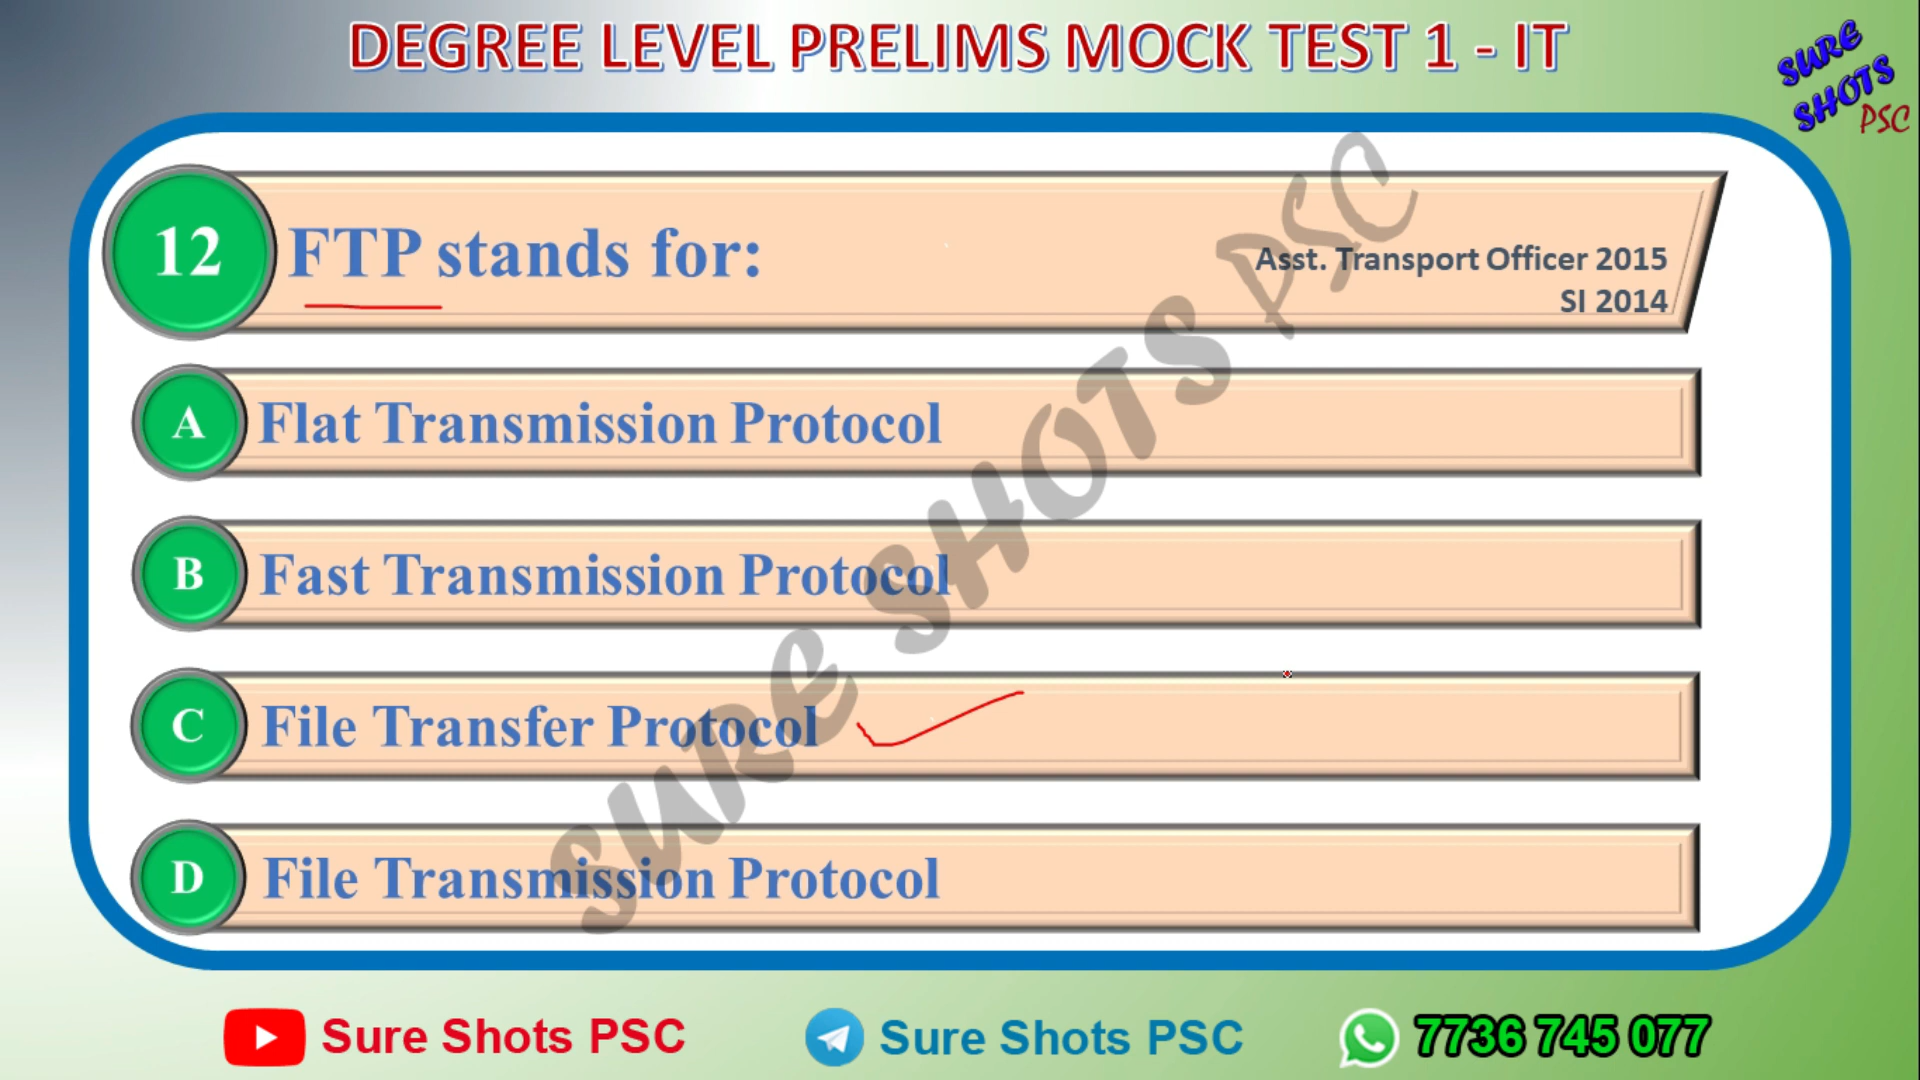 DEGREE LEVEL PRELIMS MOCK TEST 1 - IT
SURE
SHOTS
PSC
12
FTP stands for:
Asst. Transport Officer 2015
SI 2014
A
Flat Transmission Protocol
B
Fast Transmission Protocol
C
File Transfer Protocol
D
File Transmission Protocol
SURE SHOTS PSC
Sure Shots PSC
Sure Shots PSC
7736 745 077